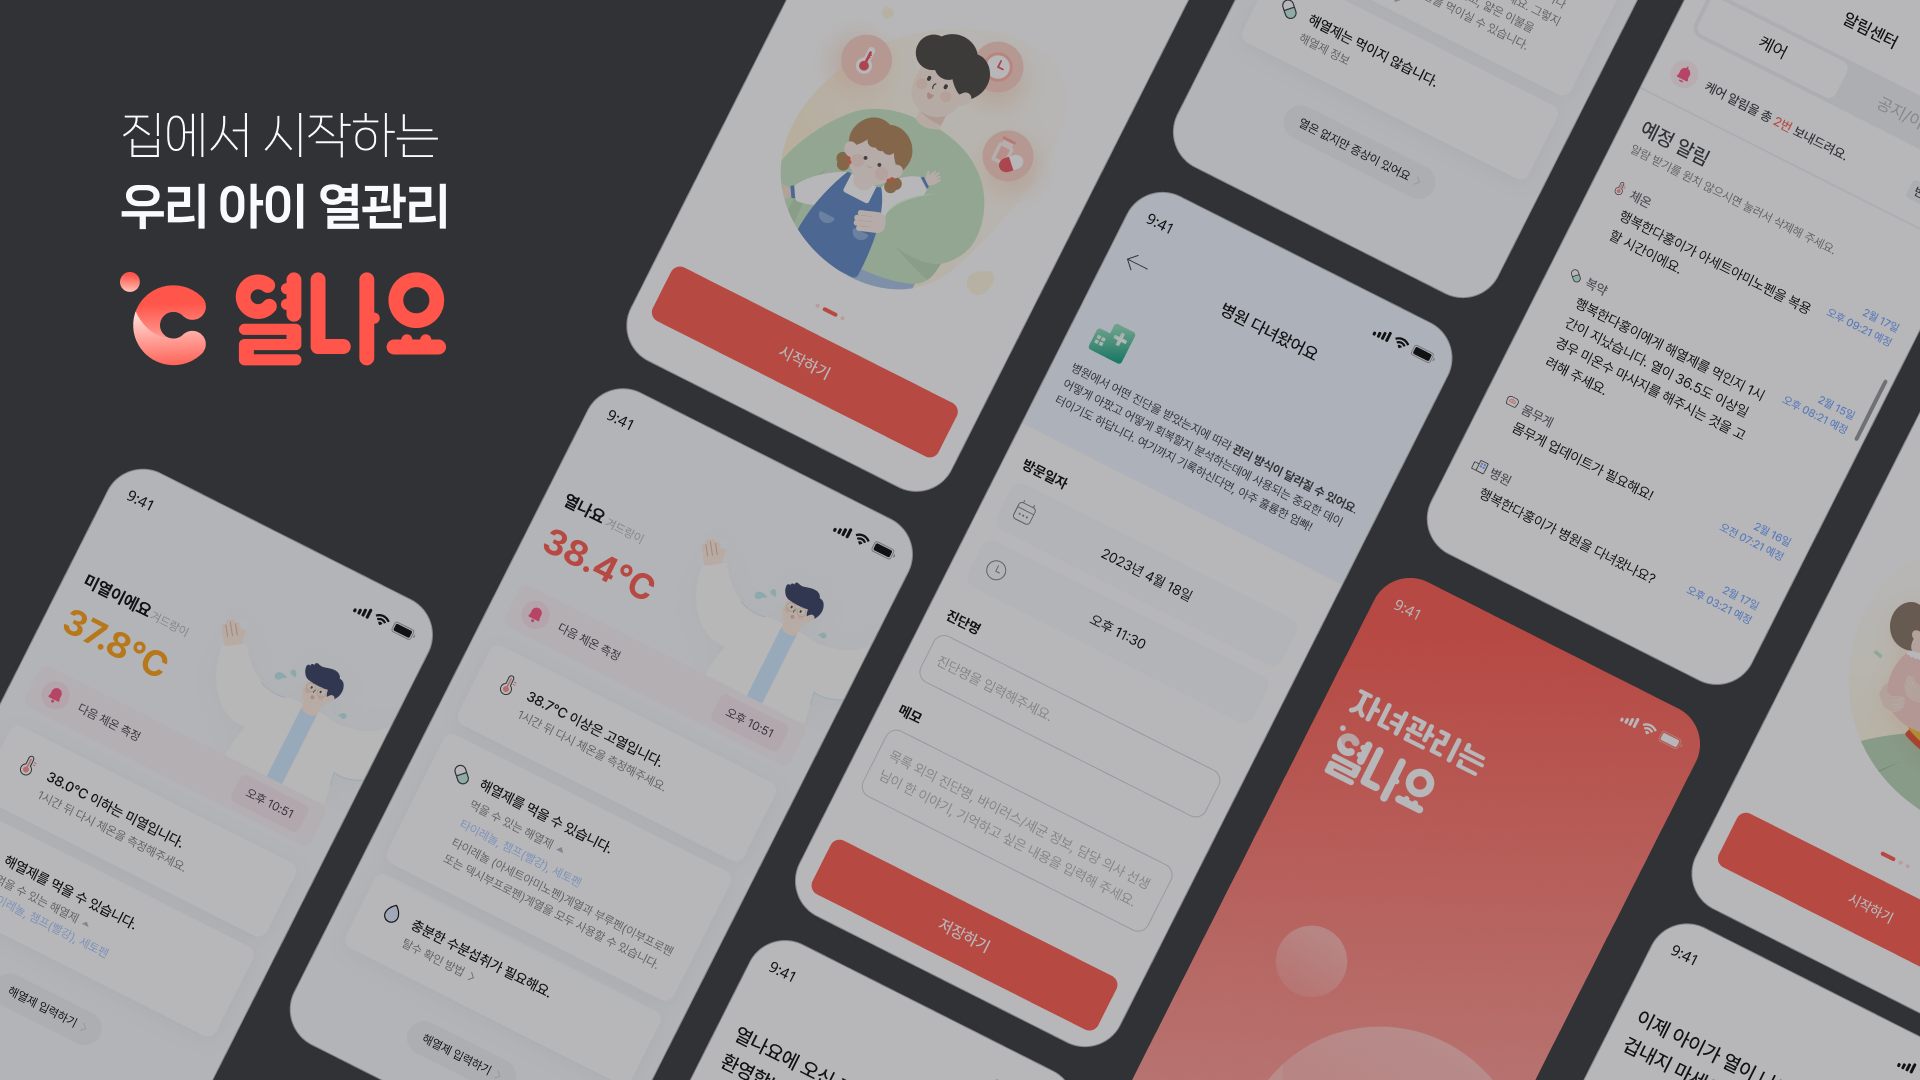 집에서 시작하는
우리 아이 열관리
열나요
시작하기
해열제는 먹이지 않습니다.
해열제 정보
열은 없지만 증상이 있어요
알림센터
케어
케어 알림을 총 2번 보내드려요.
예정 알림
알람 받기를 원치 않으시면 눌러서 삭제해 주세요.
체온
행복한다홍이가 아세트아미노펜을 복용
할 시간이에요.
2월 17일
오후 09:21 예정
복약
행복한다홍이에게 해열제를 먹인지 1시
간이 지났습니다. 열이 36.5도 이상일
경우 미온수 마사지를 해주시는 것을 고
려해 주세요.
2월 15일
오후 08:21 예정
몸무게
몸무게 업데이트가 필요해요!
2월 16일
오전 07:21 예정
병원
행복한다홍이가 병원을 다녀왔나요?
2월 17일
오후 03:21 예정
9:41
병원 다녀왔어요
병원에서 어떤 진단을 받았는지에 따라 관리 방식이 달라질 수 있어요.
어떻게 아팠고 어떻게 회복할지 분석하는데에 사용되는 중요한 데이
터이기도 하답니다. 여기까지 기록하신다면, 아주 훌륭한 엄빠!
방문일자
2023년 4월 18일
오후 11:30
진단명
진단명을 입력해주세요.
메모
목록 외의 진단명, 바이러스/세균 정보, 담당 의사 선생
님이 한 이야기, 기억하고 싶은 내용을 입력해 주세요.
저장하기
9:41
열나요 겨드랑이
38.4°C
다음 체온 측정
오후 10:51
38.7°C 이상은 고열입니다.
1시간 뒤 다시 체온을 측정해주세요.
해열제를 먹을 수 있습니다.
먹을 수 있는 해열제
타이레놀, 챔프(빨강), 세토펜
타이레놀 (아세트아미노펜)계열과 부루펜(이부프로펜
또는 덱시부프로펜)계열을 모두 사용할 수 있습니다.
충분한 수분섭취가 필요해요.
탈수 확인 방법
해열제 입력하기
9:41
미열이에요 겨드랑이
37.8°C
다음 체온 측정
오후 10:51
38.0°C 이하는 미열입니다.
1시간 뒤 다시 체온을 측정해주세요.
해열제를 먹을 수 있습니다.
먹을 수 있는 해열제
챔프(빨강), 세토펜
해열제 입력하기
9:41
자녀관리는
열나요
9:41
열나요에 오신
시작하기
9:41
이제 아이가 열이